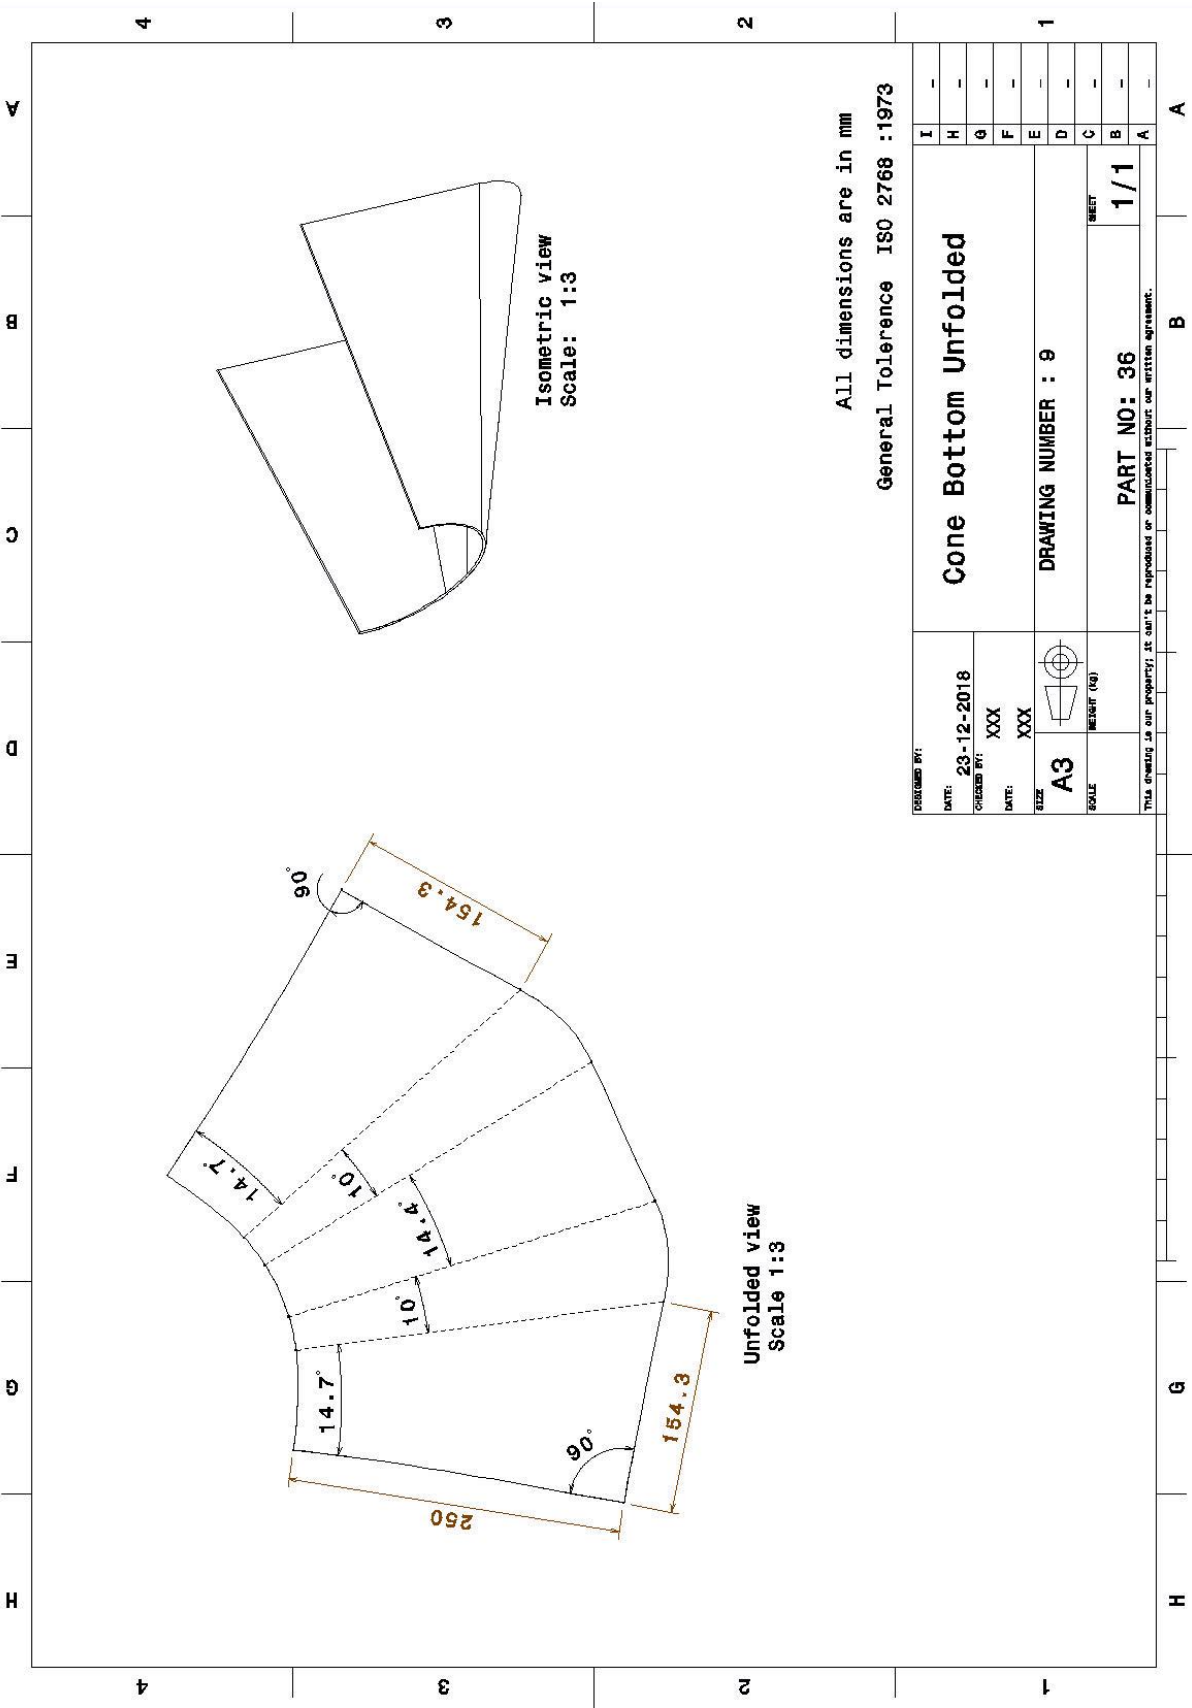 H
G
F
E
D
C
B
A
4
4
3
3
2
2
1
1
H
G
F
E
D
C
B
A
250
14.7°
10°
14.4°
10°
14.7°
90°
90°
154.3
154.3
Unfolded view
Scale 1:3
Isometric view
Scale: 1:3
All dimensions are in mm
General Tolerence ISO 2768 :1973
DESIGNED BY:
DATE:
23-12-2018
CHECKED BY:
XXX
DATE:
XXX
SIZE
A3
SCALE
WEIGHT (kg)
Cone Bottom Unfolded
DRAWING NUMBER : 9
PART NO: 36
SHEET
1/1
I -
H -
G -
F -
E -
D -
C -
B -
A -
This drawing is our property; it can't be reproduced or communicated without our written agreement.